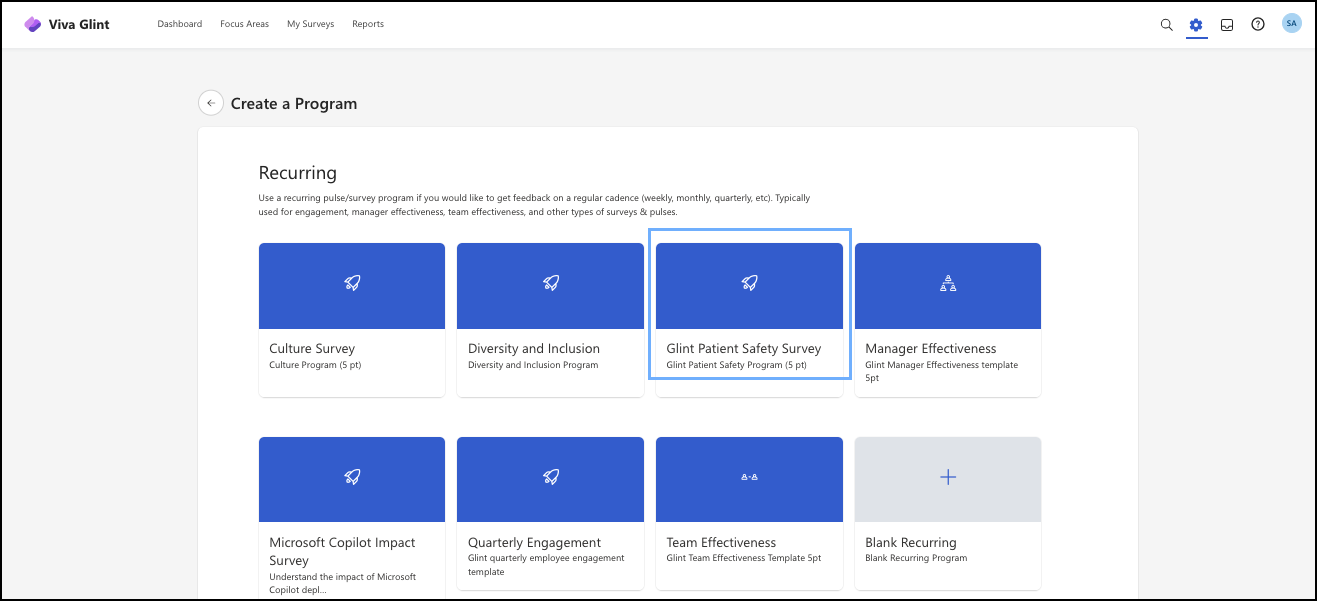 Viva Glint
Dashboard
Focus Areas
My Surveys
Reports
SA
Create a Program
Recurring
Use a recurring pulse/survey program if you would like to get feedback on a regular cadence (weekly, monthly, quarterly, etc). Typically
used for engagement, manager effectiveness, team effectiveness, and other types of surveys & pulses.
Culture Survey
Culture Program (5 pt)
Diversity and Inclusion
Diversity and Inclusion Program
Glint Patient Safety Survey
Glint Patient Safety Program (5 pt)
Manager Effectiveness
Glint Manager Effectiveness template
5pt
Microsoft Copilot Impact
Survey
Understand the impact of Microsoft
Copilot depl...
Quarterly Engagement
Glint quarterly employee engagement
template
Team Effectiveness
Glint Team Effectiveness Template 5pt
Blank Recurring
Blank Recurring Program